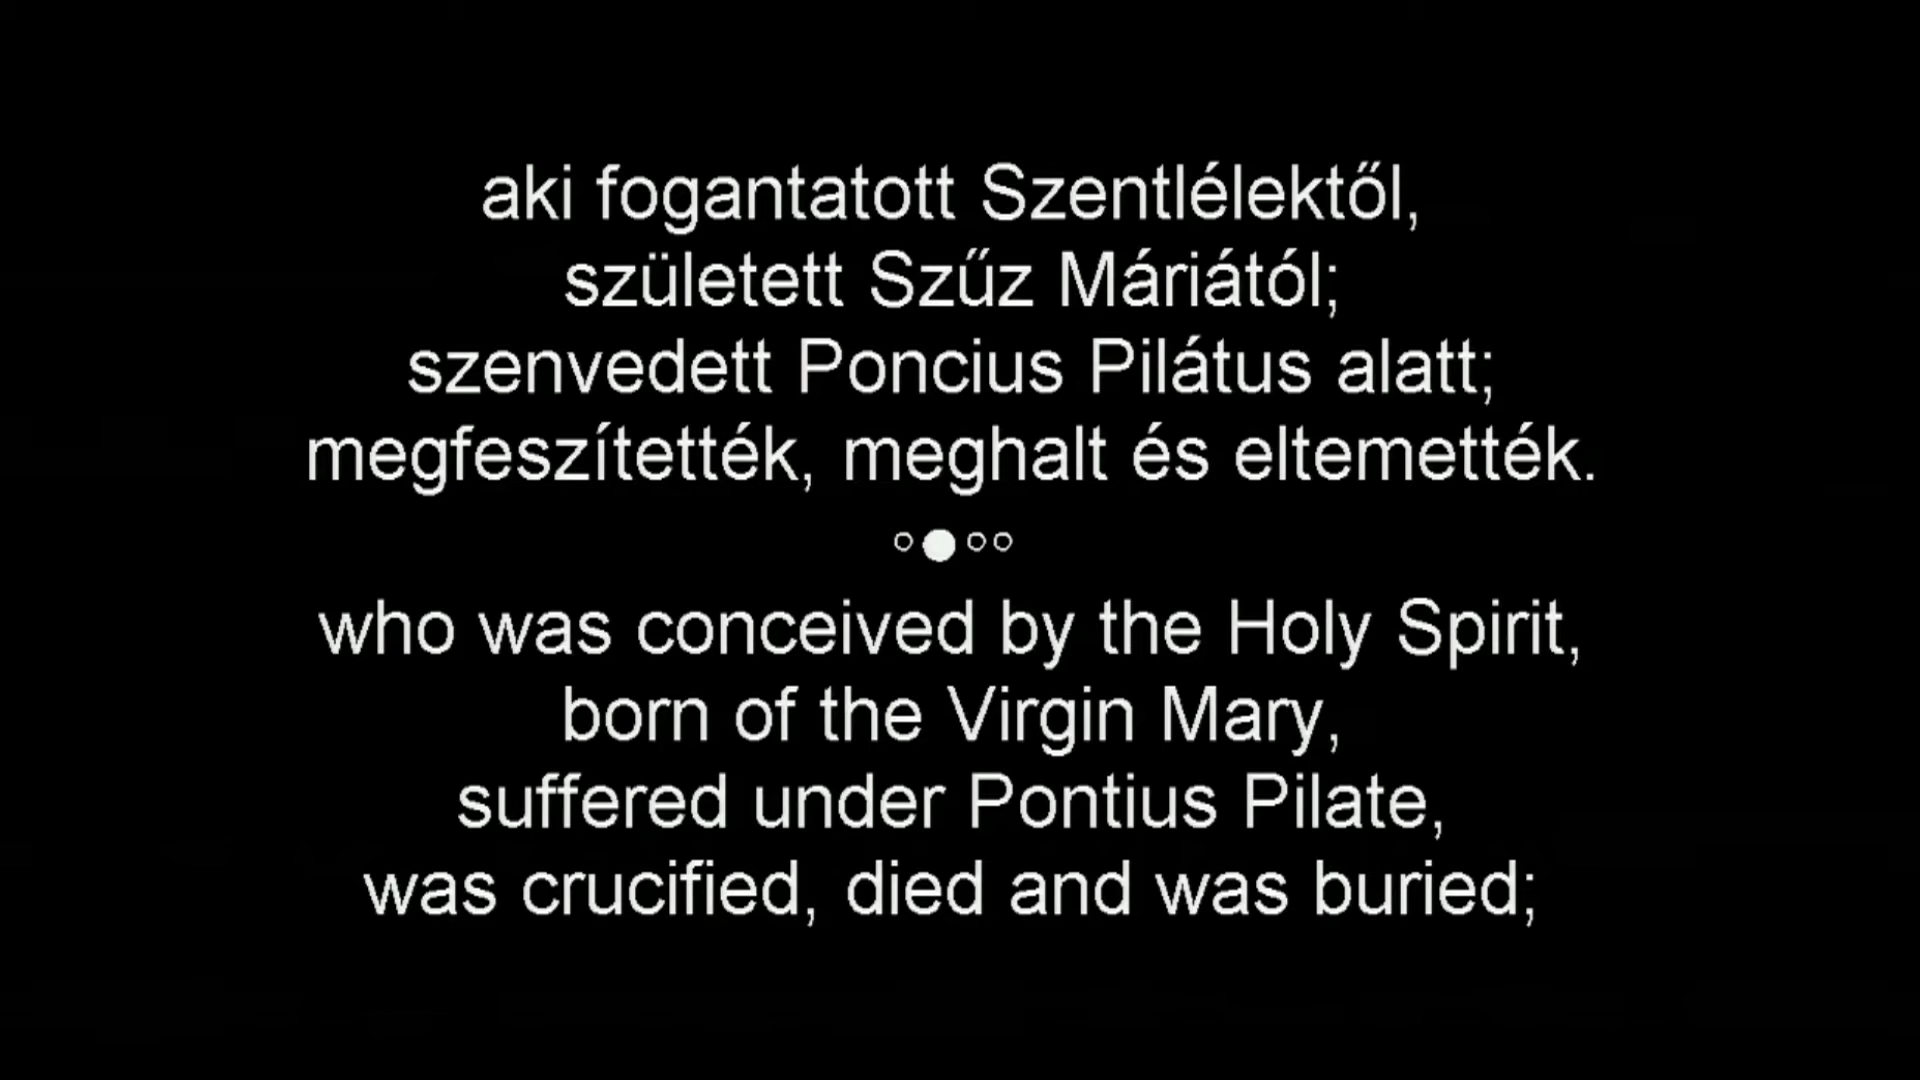 aki fogantatott Szentlélektől,
született Szűz Máriától;
szenvedett Poncius Pilátus alatt;
megfeszítették, meghalt és eltemették.
who was conceived by the Holy Spirit,
born of the Virgin Mary,
suffered under Pontius Pilate,
was crucified, died and was buried;